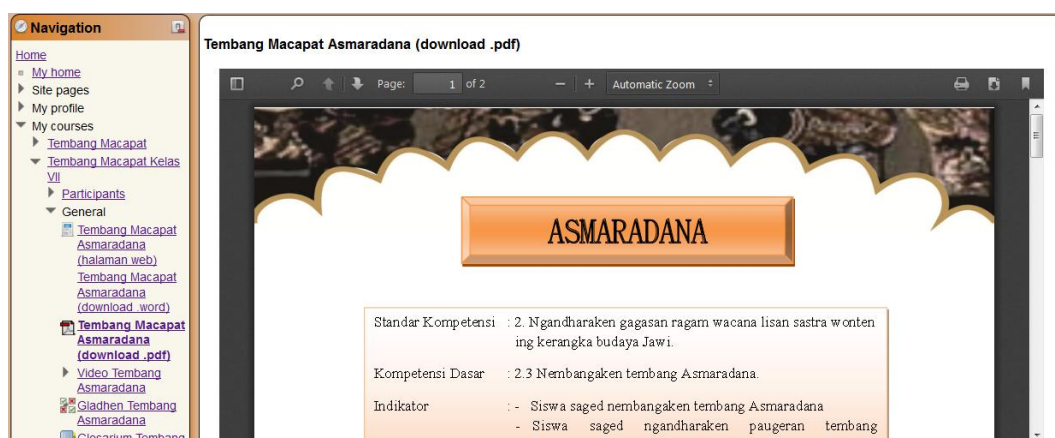 Navigation
Home
My home
Site pages
My profile
My courses
Tembang Macapat
Tembang Macapat Kelas
VII
Participants
General
Tembang Macapat
Asmaradana
(halaman web)
Tembang Macapat
Asmaradana
(download .word)
Tembang Macapat
Asmaradana
(download .pdf)
Video Tembang
Asmaradana
Gladhen Tembang
Asmaradana
Glosarium Tembang
Tembang Macapat Asmaradana (download .pdf)
Page: 1 of 2 Automatic Zoom
ASMARADANA
Standar Kompetensi : 2. Ngandharaken gagasan ragam wacana lisan sastra wonten
ing kerangka budaya Jawi.
Kompetensi Dasar : 2.3 Nembangaken tembang Asmaradana.
Indikator : - Siswa saged nembangaken tembang Asmaradana
- Siswa saged ngandharaken paugeran tembang